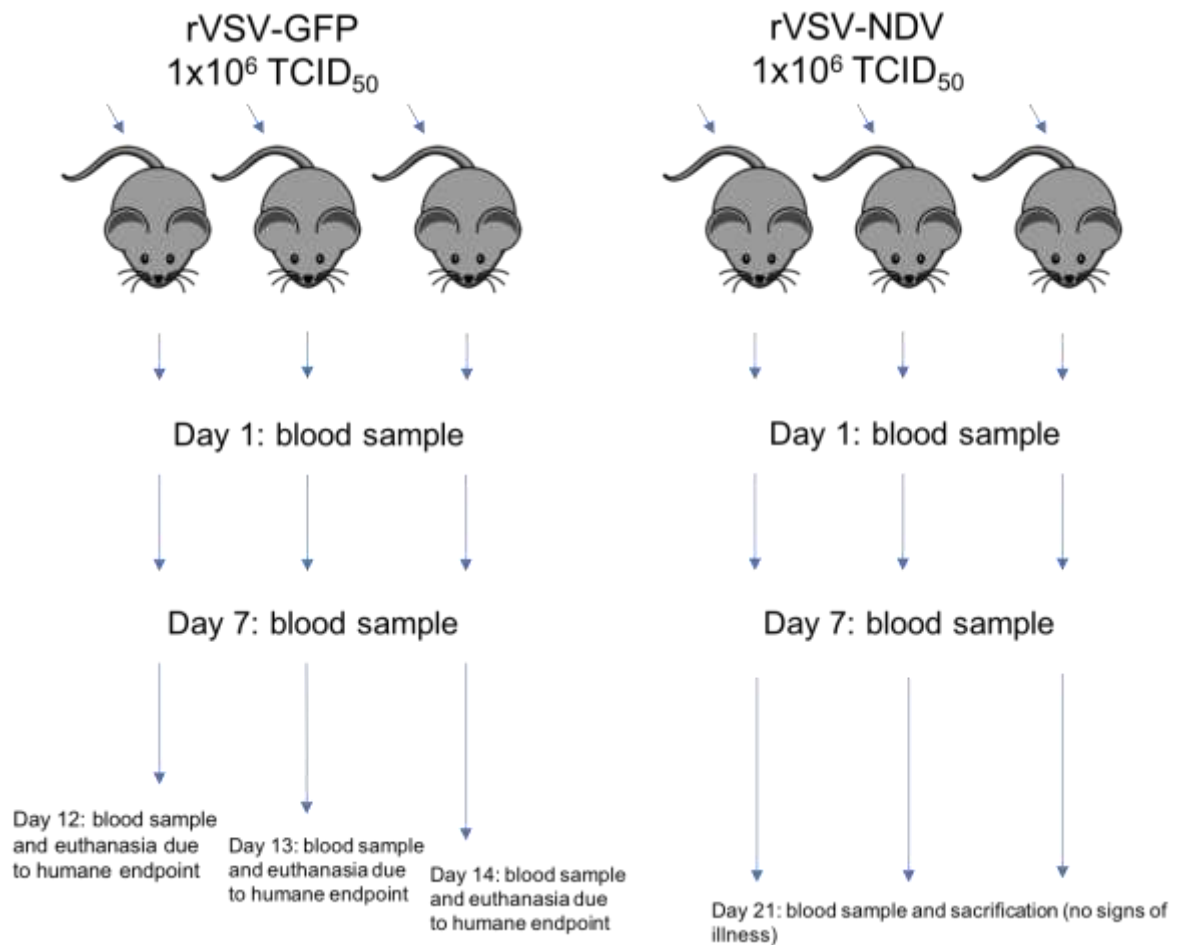 rVSV-GFP
1x10⁶ TCID₅₀
rVSV-NDV
1x10⁶ TCID₅₀
Day 1: blood sample
Day 1: blood sample
Day 7: blood sample
Day 7: blood sample
Day 12: blood sample
and euthanasia due
to humane endpoint
Day 13: blood sample
and euthanasia due
to humane endpoint
Day 14: blood sample
and euthanasia due
to humane endpoint
Day 21: blood sample and sacrification (no signs of
illness)